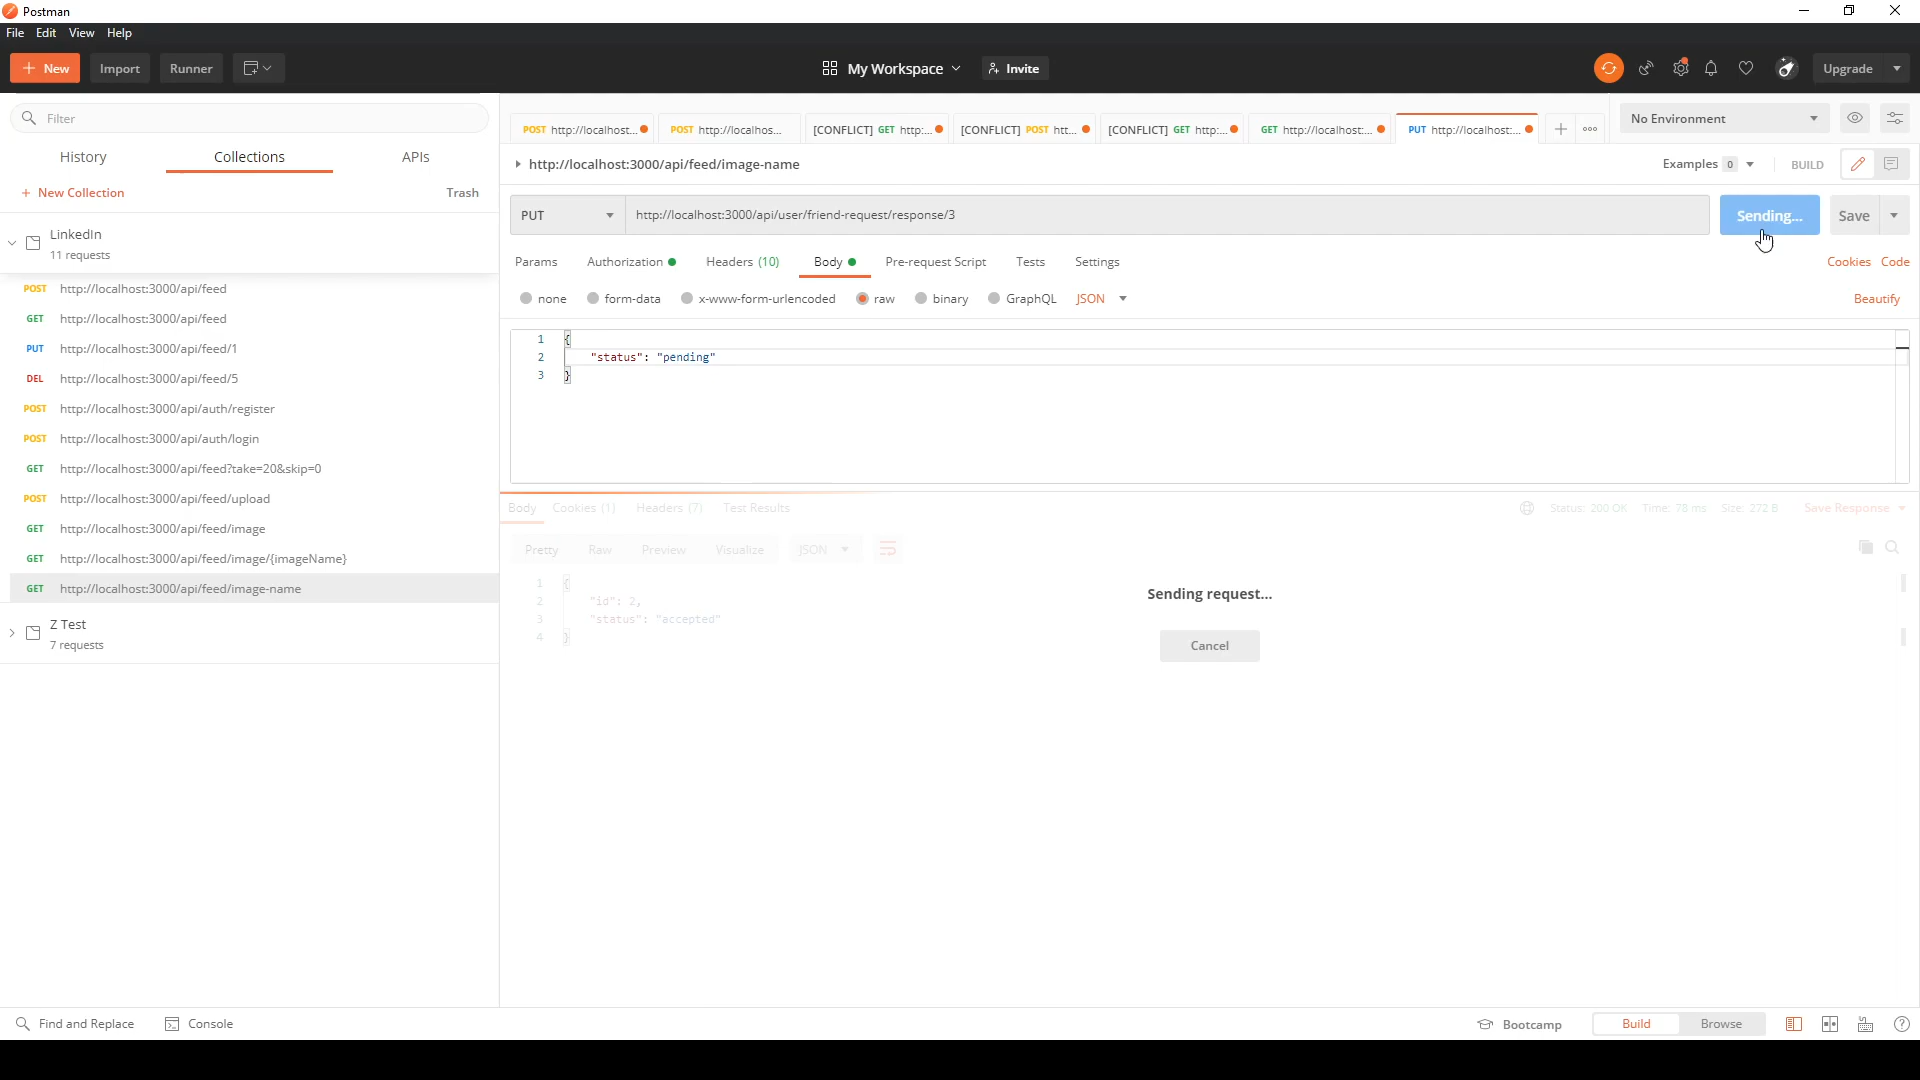 Postman
File Edit View Help
New Import Runner My Workspace Invite Upgrade
Filter
History Collections APIs
+ New Collection Trash
LinkedIn
11 requests
POST http://localhost:3000/api/feed
GET http://localhost:3000/api/feed
PUT http://localhost:3000/api/feed/1
DEL http://localhost:3000/api/feed/5
POST http://localhost:3000/api/auth/register
POST http://localhost:3000/api/auth/login
GET http://localhost:3000/api/feed?take=20&skip=0
POST http://localhost:3000/api/feed/upload
GET http://localhost:3000/api/feed/image
GET http://localhost:3000/api/feed/image/{imageName}
GET http://localhost:3000/api/feed/image-name
Z Test
7 requests
POST http://localhost... POST http://localhos... [CONFLICT] GET http:... [CONFLICT] POST htt... [CONFLICT] GET http:... GET http://localhost:... PUT http://localhost:... No Environment
http://localhost:3000/api/feed/image-name Examples 0 BUILD
PUT http://localhost:3000/api/user/friend-request/response/3 Sending... Save
Params Authorization Headers (10) Body Pre-request Script Tests Settings Cookies Code
none form-data x-www-form-urlencoded raw binary GraphQL JSON Beautify
1 {
2 "status": "pending"
3 }
Body Cookies (1) Headers (7) Test Results Status: 200 OK Time: 78 ms Size: 272 B Save Response
Pretty Raw Preview Visualize JSON
1 {
2 "id": 2,
3 "status": "accepted"
4 }
Sending request...
Cancel
Find and Replace Console Bootcamp Build Browse